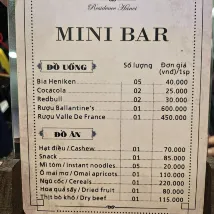 Residence Hanoi
MINI BAR
ĐỒ UỐNG Số lượng Đơn giá
(vnd)/1sp
Bia Heniken 05 40.000
Cocacola 02 25.000
Redbull 02 30.000
Rượu Ballantine's 01 600.000
Rượu Valle De France 01 450.000
ĐỒ ĂN
Hạt điều / Cashew 01 70.000
Snack 01 85.000
Mì tôm / Instant noodles 05 20.000
Ô mai mơ / Omai apricots 01 110.000
Ngũ cốc / Cereals 01 220.000
Hoa quả sấy / Dried fruit 01 80.000
Thịt bò khô / Dry beef 01 115.000